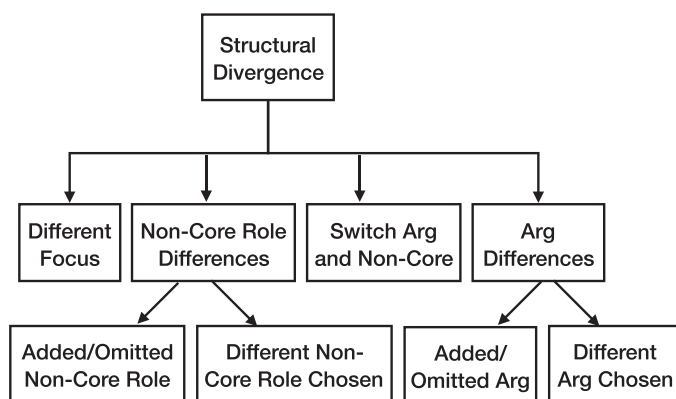 Structural
Divergence
Different
Focus
Non-Core Role
Differences
Switch Arg
and Non-Core
Arg
Differences
Added/Omitted
Non-Core Role
Different Non-
Core Role Chosen
Added/
Omitted Arg
Different
Arg Chosen